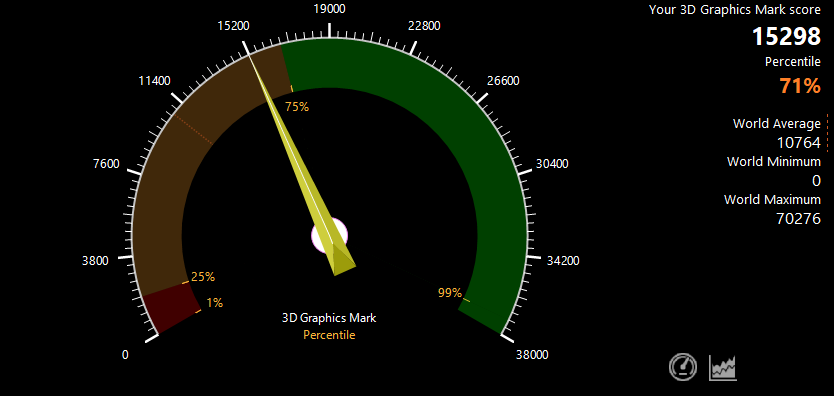 19000
15200
22800
11400
26600
7600
30400
3800
34200
0
38000
75%
25%
1%
99%
3D Graphics Mark
Percentile
Your 3D Graphics Mark score
15298
Percentile
71%
World Average
10764
World Minimum
0
World Maximum
70276